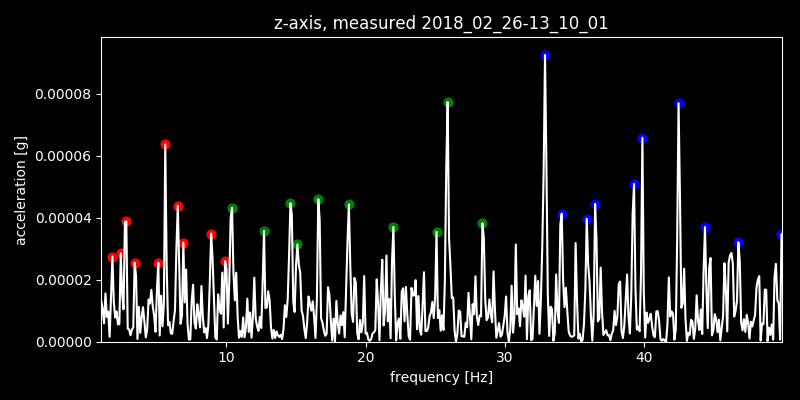 z-axis, measured 2018_02_26-13_10_01
0.00008
0.00006
0.00004
0.00002
0.00000
acceleration [g]
10 20 30 40
frequency [Hz]